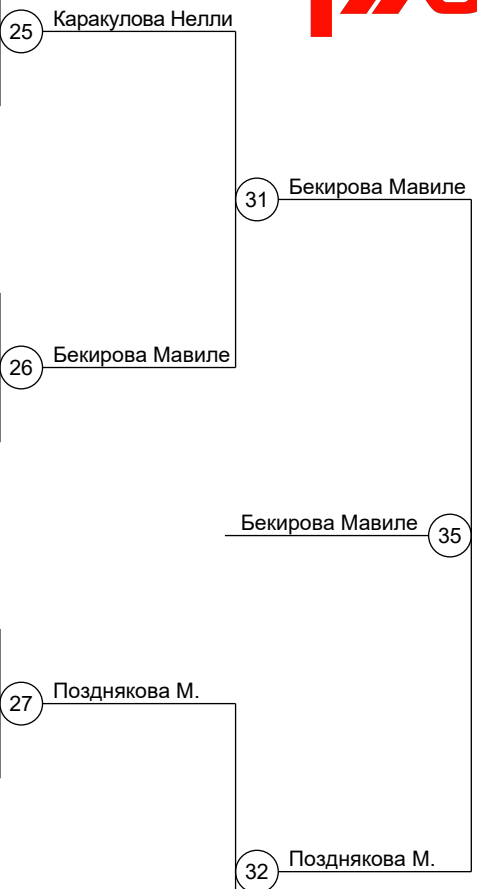 25 Каракулова Нелли
31 Бекирова Мавиле
26 Бекирова Мавиле
Бекирова Мавиле 35
27 Позднякова М.
32 Позднякова М.